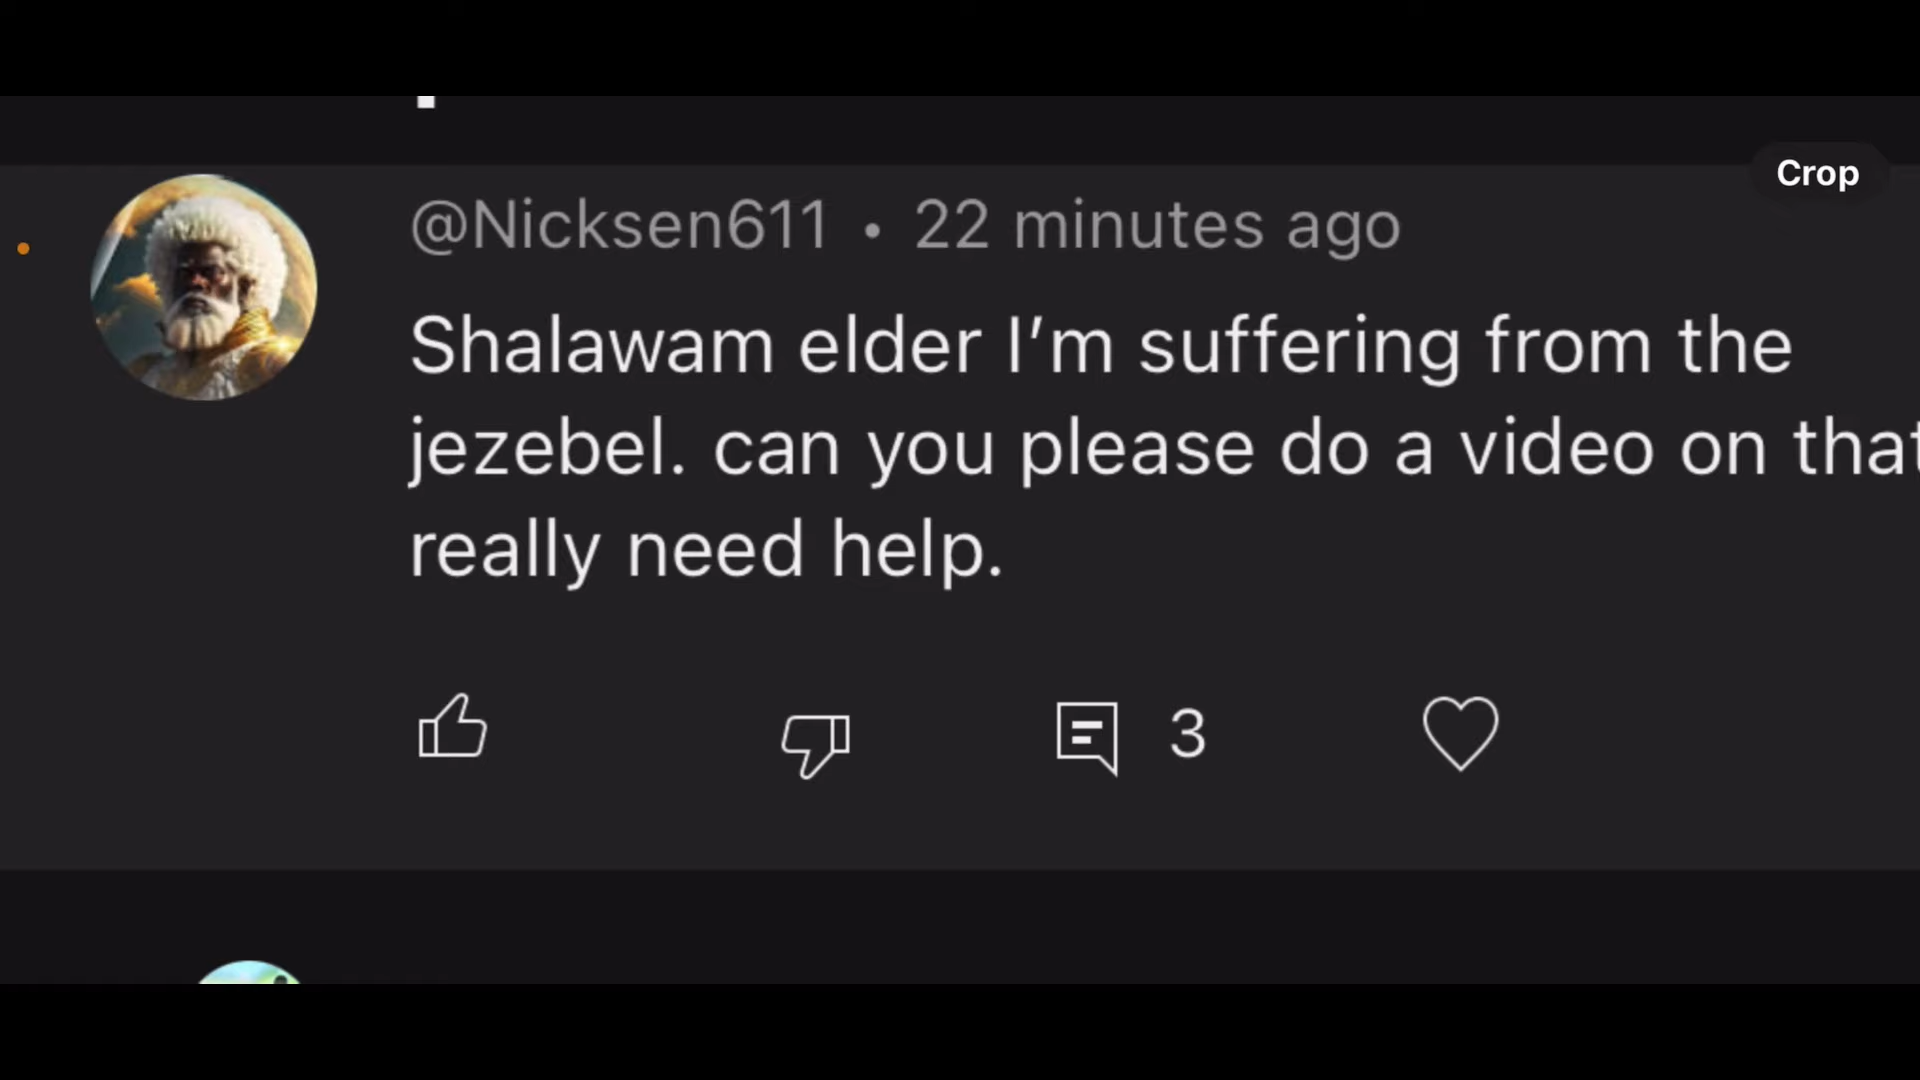 Crop
@Nicksen611 • 22 minutes ago
Shalawam elder I’m suffering from the
jezebel. can you please do a video on that
really need help.
3